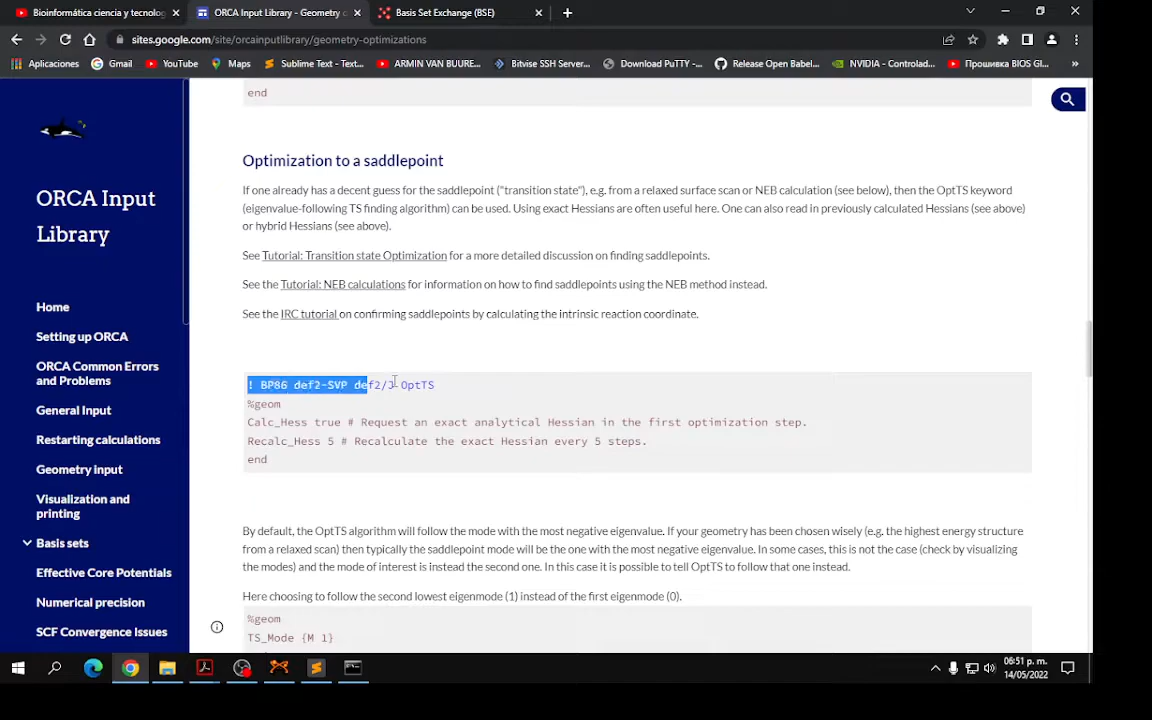 Bioinformática ciencia y tecnolog
ORCA Input Library - Geometry o
Basis Set Exchange (BSE)
sites.google.com/site/orcainputlibrary/geometry-optimizations
Aplicaciones
Gmail
YouTube
Maps
Sublime Text - Text...
ARMIN VAN BUURE...
Bitvise SSH Server...
Download PuTTY -...
Release Open Babel...
NVIDIA - Controlad...
Прошивка BIOS GI...
»
ORCA Input
Library
Home
Setting up ORCA
ORCA Common Errors
and Problems
General Input
Restarting calculations
Geometry input
Visualization and
printing
Basis sets
Effective Core Potentials
Numerical precision
SCF Convergence Issues
end
Optimization to a saddlepoint
If one already has a decent guess for the saddlepoint ("transition state"), e.g. from a relaxed surface scan or NEB calculation (see below), then the OptTS keyword
(eigenvalue-following TS finding algorithm) can be used. Using exact Hessians are often useful here. One can also read in previously calculated Hessians (see above)
or hybrid Hessians (see above).
See Tutorial: Transition state Optimization for a more detailed discussion on finding saddlepoints.
See the Tutorial: NEB calculations for information on how to find saddlepoints using the NEB method instead.
See the IRC tutorial on confirming saddlepoints by calculating the intrinsic reaction coordinate.
! BP86 def2-SVP def2/J OptTS
%geom
Calc_Hess true # Request an exact analytical Hessian in the first optimization step.
Recalc_Hess 5 # Recalculate the exact Hessian every 5 steps.
end
By default, the OptTS algorithm will follow the mode with the most negative eigenvalue. If your geometry has been chosen wisely (e.g. the highest energy structure
from a relaxed scan) then typically the saddlepoint mode will be the one with the most negative eigenvalue. In some cases, this is not the case (check by visualizing
the modes) and the mode of interest is instead the second one. In this case it is possible to tell OptTS to follow that one instead.
Here choosing to follow the second lowest eigenmode (1) instead of the first eigenmode (0).
%geom
TS_Mode {M 1}
06:51 p. m.
14/05/2022